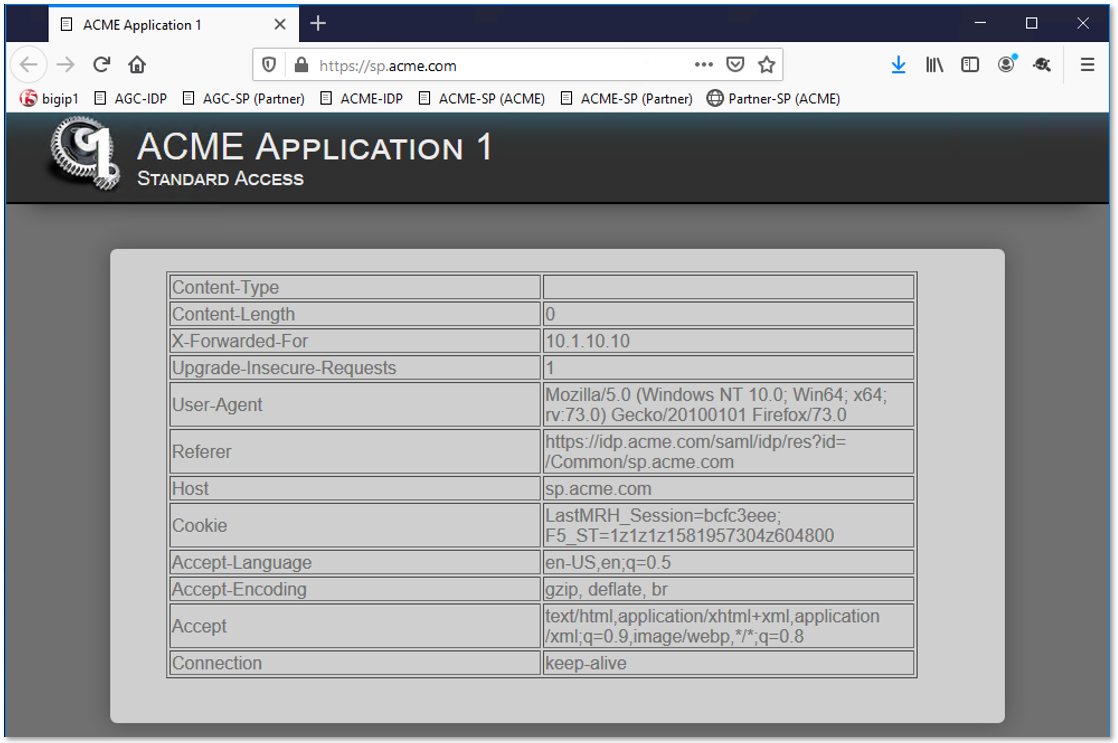 ACME Application 1
https://sp.acme.com
bigip1 AGC-IDP AGC-SP (Partner) ACME-IDP ACME-SP (ACME) ACME-SP (Partner) Partner-SP (ACME)
1 ACME Application 1
Standard Access
Content-Type
Content-Length 0
X-Forwarded-For 10.1.10.10
Upgrade-Insecure-Requests 1
User-Agent Mozilla/5.0 (Windows NT 10.0; Win64; x64;
rv:73.0) Gecko/20100101 Firefox/73.0
Referer https://idp.acme.com/saml/idp/res?id=
/Common/sp.acme.com
Host sp.acme.com
Cookie LastMRH_Session=bcfc3eee;
F5_ST=1z1z1z1581957304z604800
Accept-Language en-US,en;q=0.5
Accept-Encoding gzip, deflate, br
Accept text/html,application/xhtml+xml,application
/xml;q=0.9,image/webp,*/*;q=0.8
Connection keep-alive